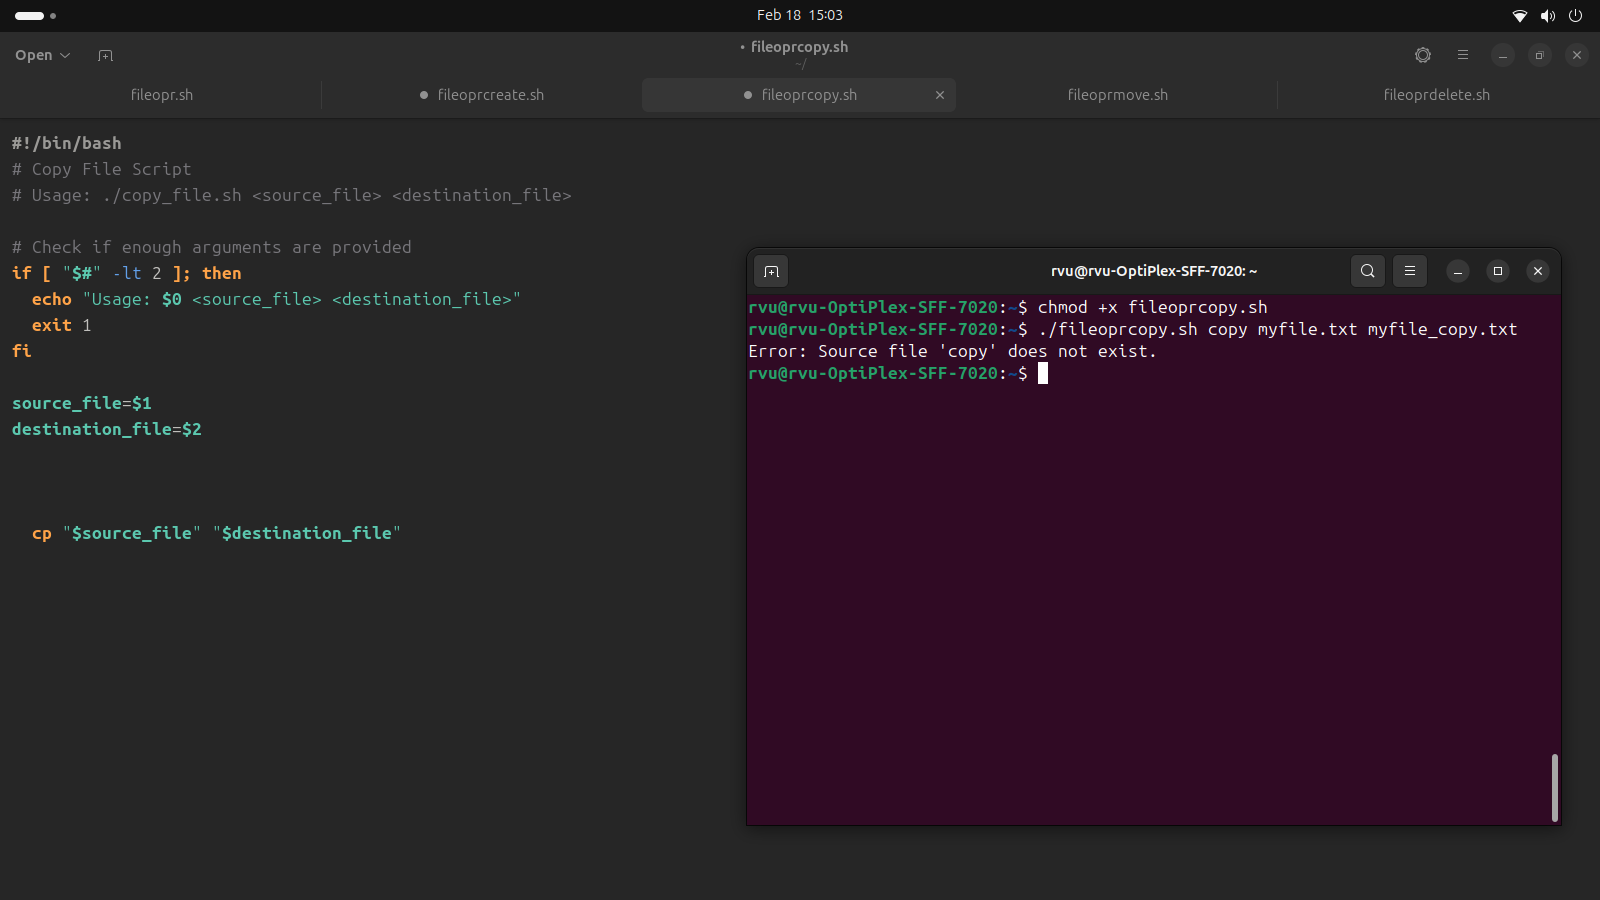 Feb 18 15:03
Open
• fileoprcopy.sh
~/
fileopr.sh
fileoprcreate.sh
fileoprcopy.sh
fileoprmove.sh
fileoprdelete.sh
#!/bin/bash
# Copy File Script
# Usage: ./copy_file.sh <source_file> <destination_file>
# Check if enough arguments are provided
if [ "$#" -lt 2 ]; then
  echo "Usage: $0 <source_file> <destination_file>"
  exit 1
fi
source_file=$1
destination_file=$2
  cp "$source_file" "$destination_file"
rvu@rvu-OptiPlex-SFF-7020: ~
rvu@rvu-OptiPlex-SFF-7020:~$ chmod +x fileoprcopy.sh
rvu@rvu-OptiPlex-SFF-7020:~$ ./fileoprcopy.sh copy myfile.txt myfile_copy.txt
Error: Source file 'copy' does not exist.
rvu@rvu-OptiPlex-SFF-7020:~$